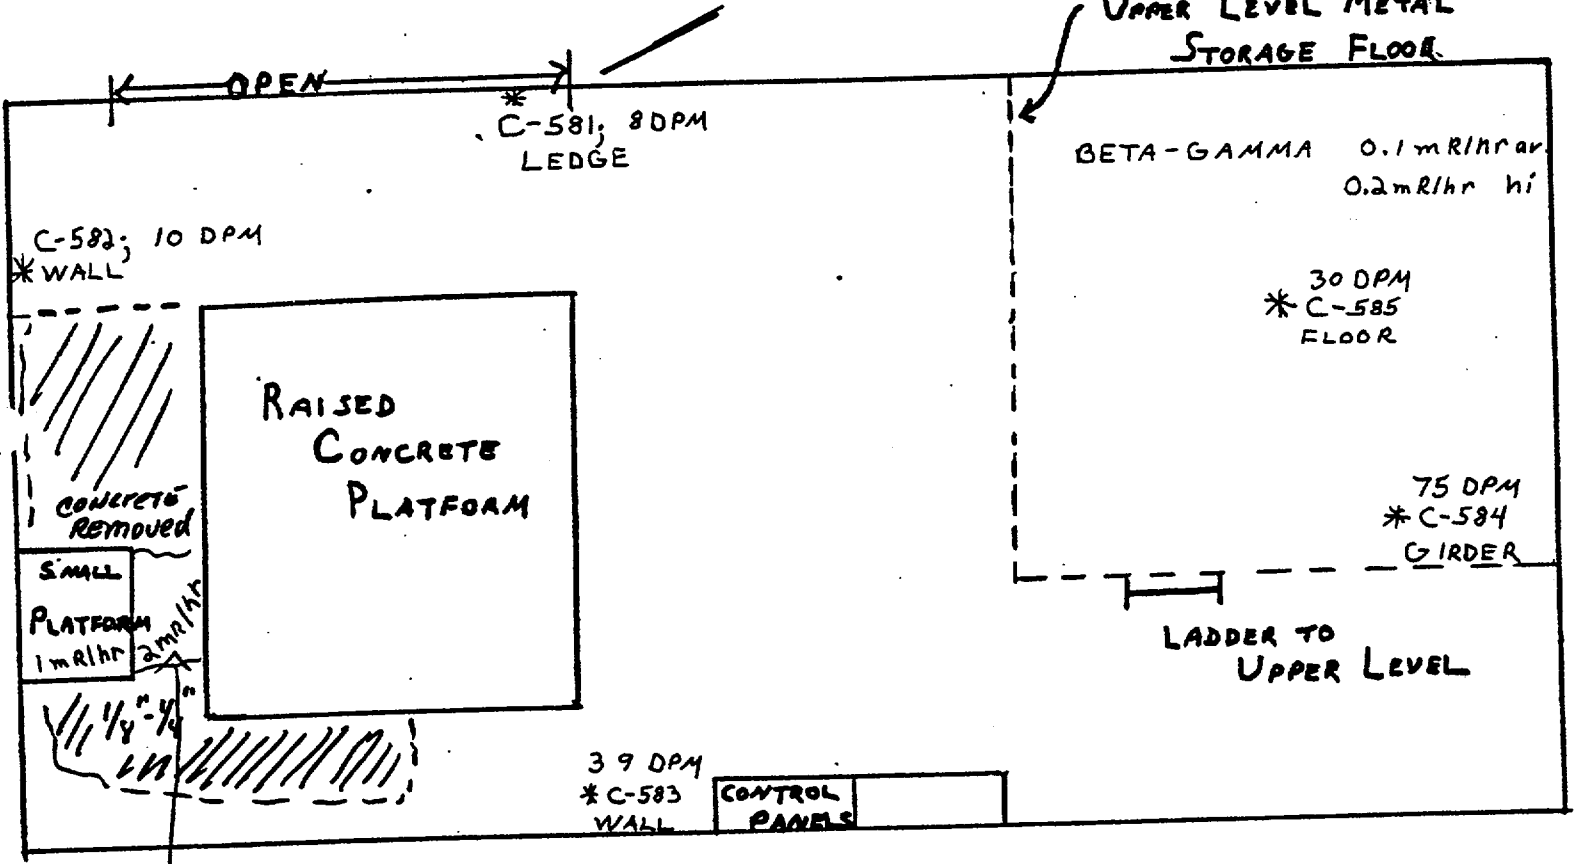 UPPER LEVEL METAL
STORAGE FLOOR.
OPEN
C-581; 8 DPM
LEDGE
BETA-GAMMA 0.1 mR/hr av.
0.2 mR/hr hi
C-582; 10 DPM
* WALL
30 DPM
* C-585
FLOOR
RAISED
CONCRETE
PLATFORM
CONCRETE
REMOVED
75 DPM
* C-584
GIRDER
SMALL
PLATFORM
1 mR/hr
2 mR/hr
LADDER TO
UPPER LEVEL
1/8"-1/4"
39 DPM
* C-583
WALL
CONTROL
PANELS